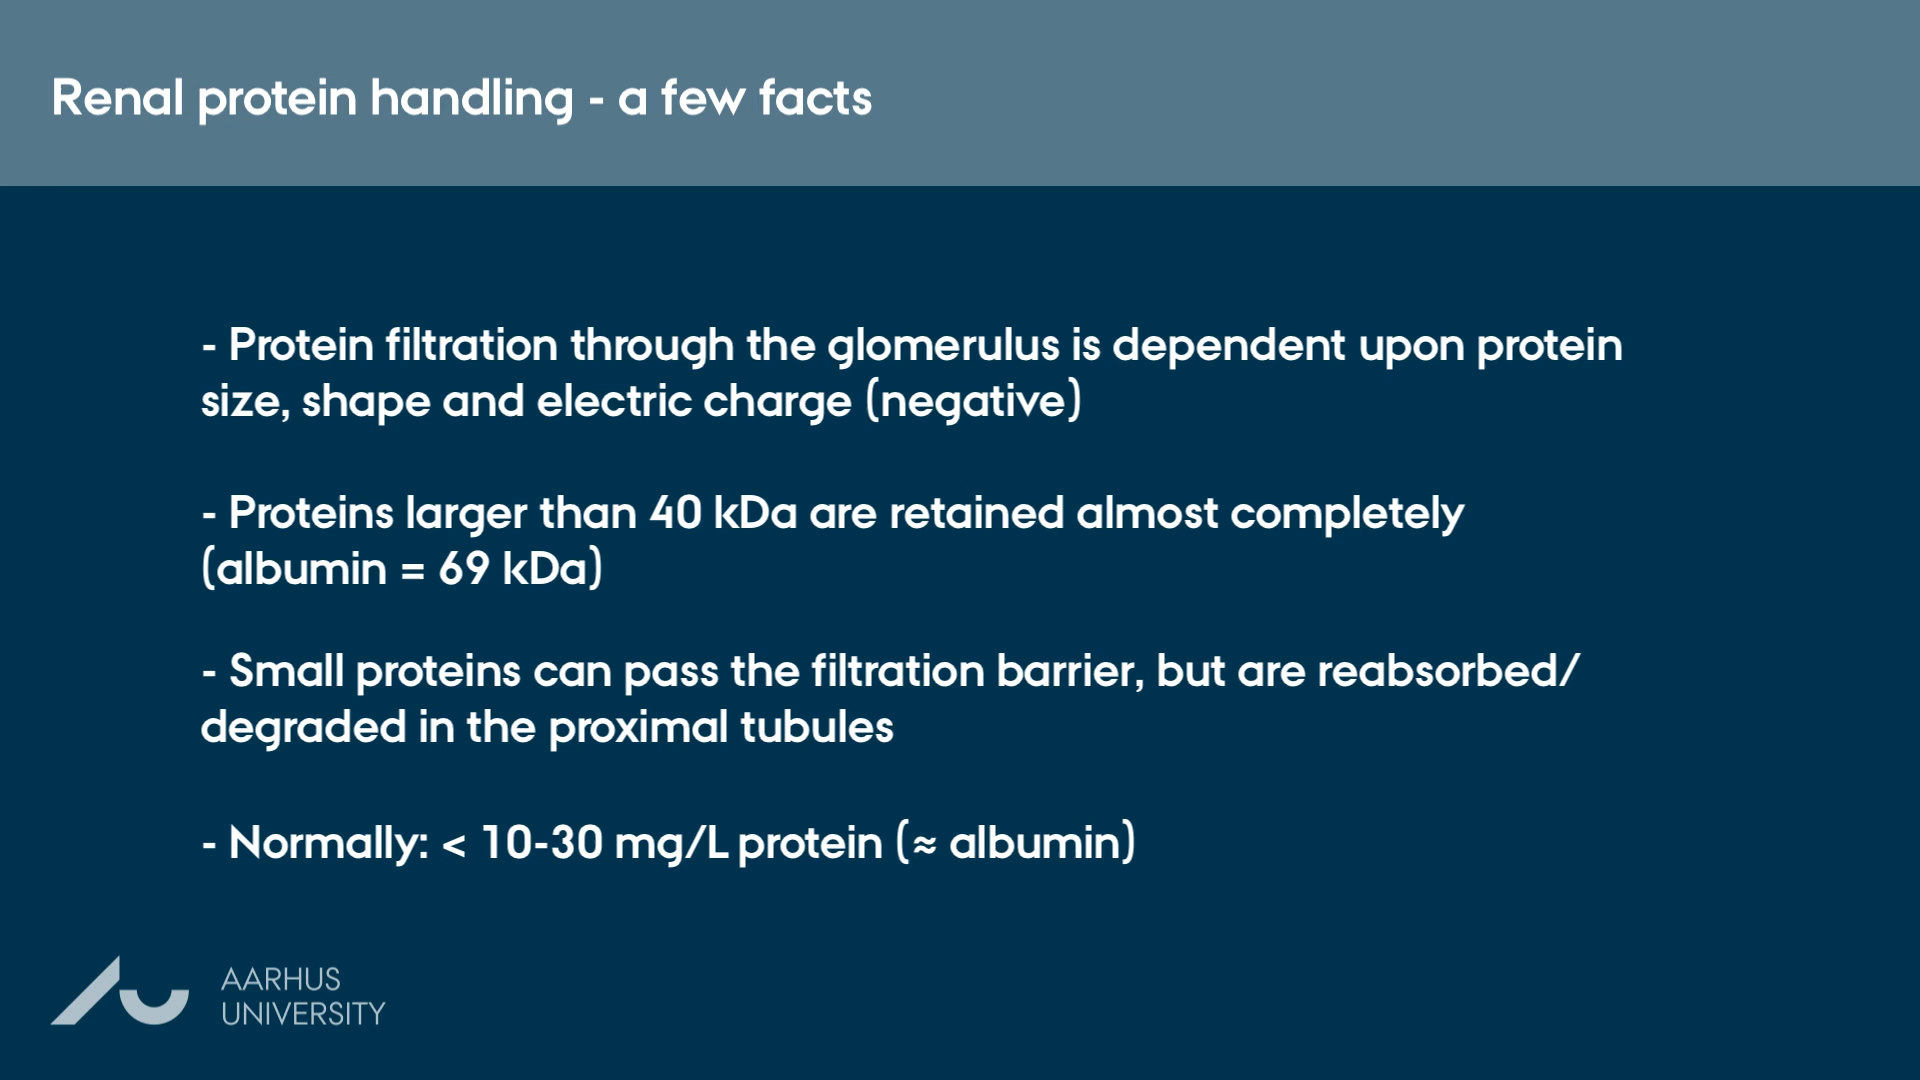 Renal protein handling - a few facts
- Protein filtration through the glomerulus is dependent upon protein
size, shape and electric charge (negative)
- Proteins larger than 40 kDa are retained almost completely
(albumin = 69 kDa)
- Small proteins can pass the filtration barrier, but are reabsorbed/
degraded in the proximal tubules
- Normally: < 10-30 mg/L protein (≈ albumin)
AARHUS
UNIVERSITY